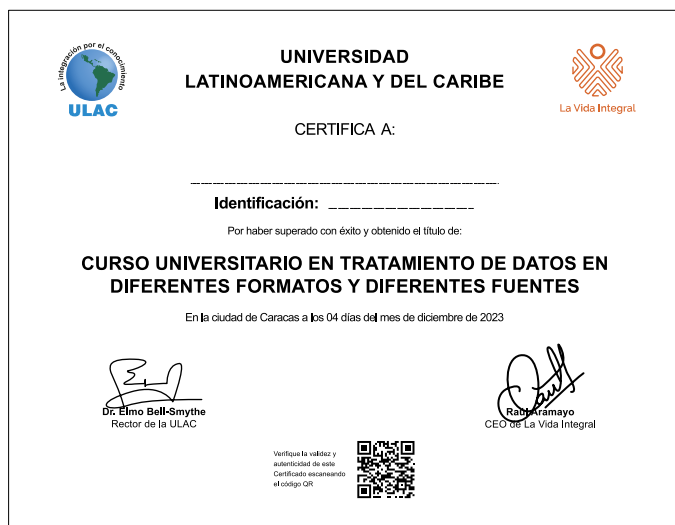 La integración por el conocimiento
ULAC
UNIVERSIDAD
LATINOAMERICANA Y DEL CARIBE
La Vida Integral
CERTIFICA A:
Identificación:
Por haber superado con éxito y obtenido el título de:
CURSO UNIVERSITARIO EN TRATAMIENTO DE DATOS EN
DIFERENTES FORMATOS Y DIFERENTES FUENTES
En la ciudad de Caracas a los 04 días del mes de diciembre de 2023
Dr. Elmo Bell-Smythe
Rector de la ULAC
Raúl Aramayo
CEO de La Vida Integral
Verifique la validez y
autenticidad de este
Certificado escaneando
el código QR